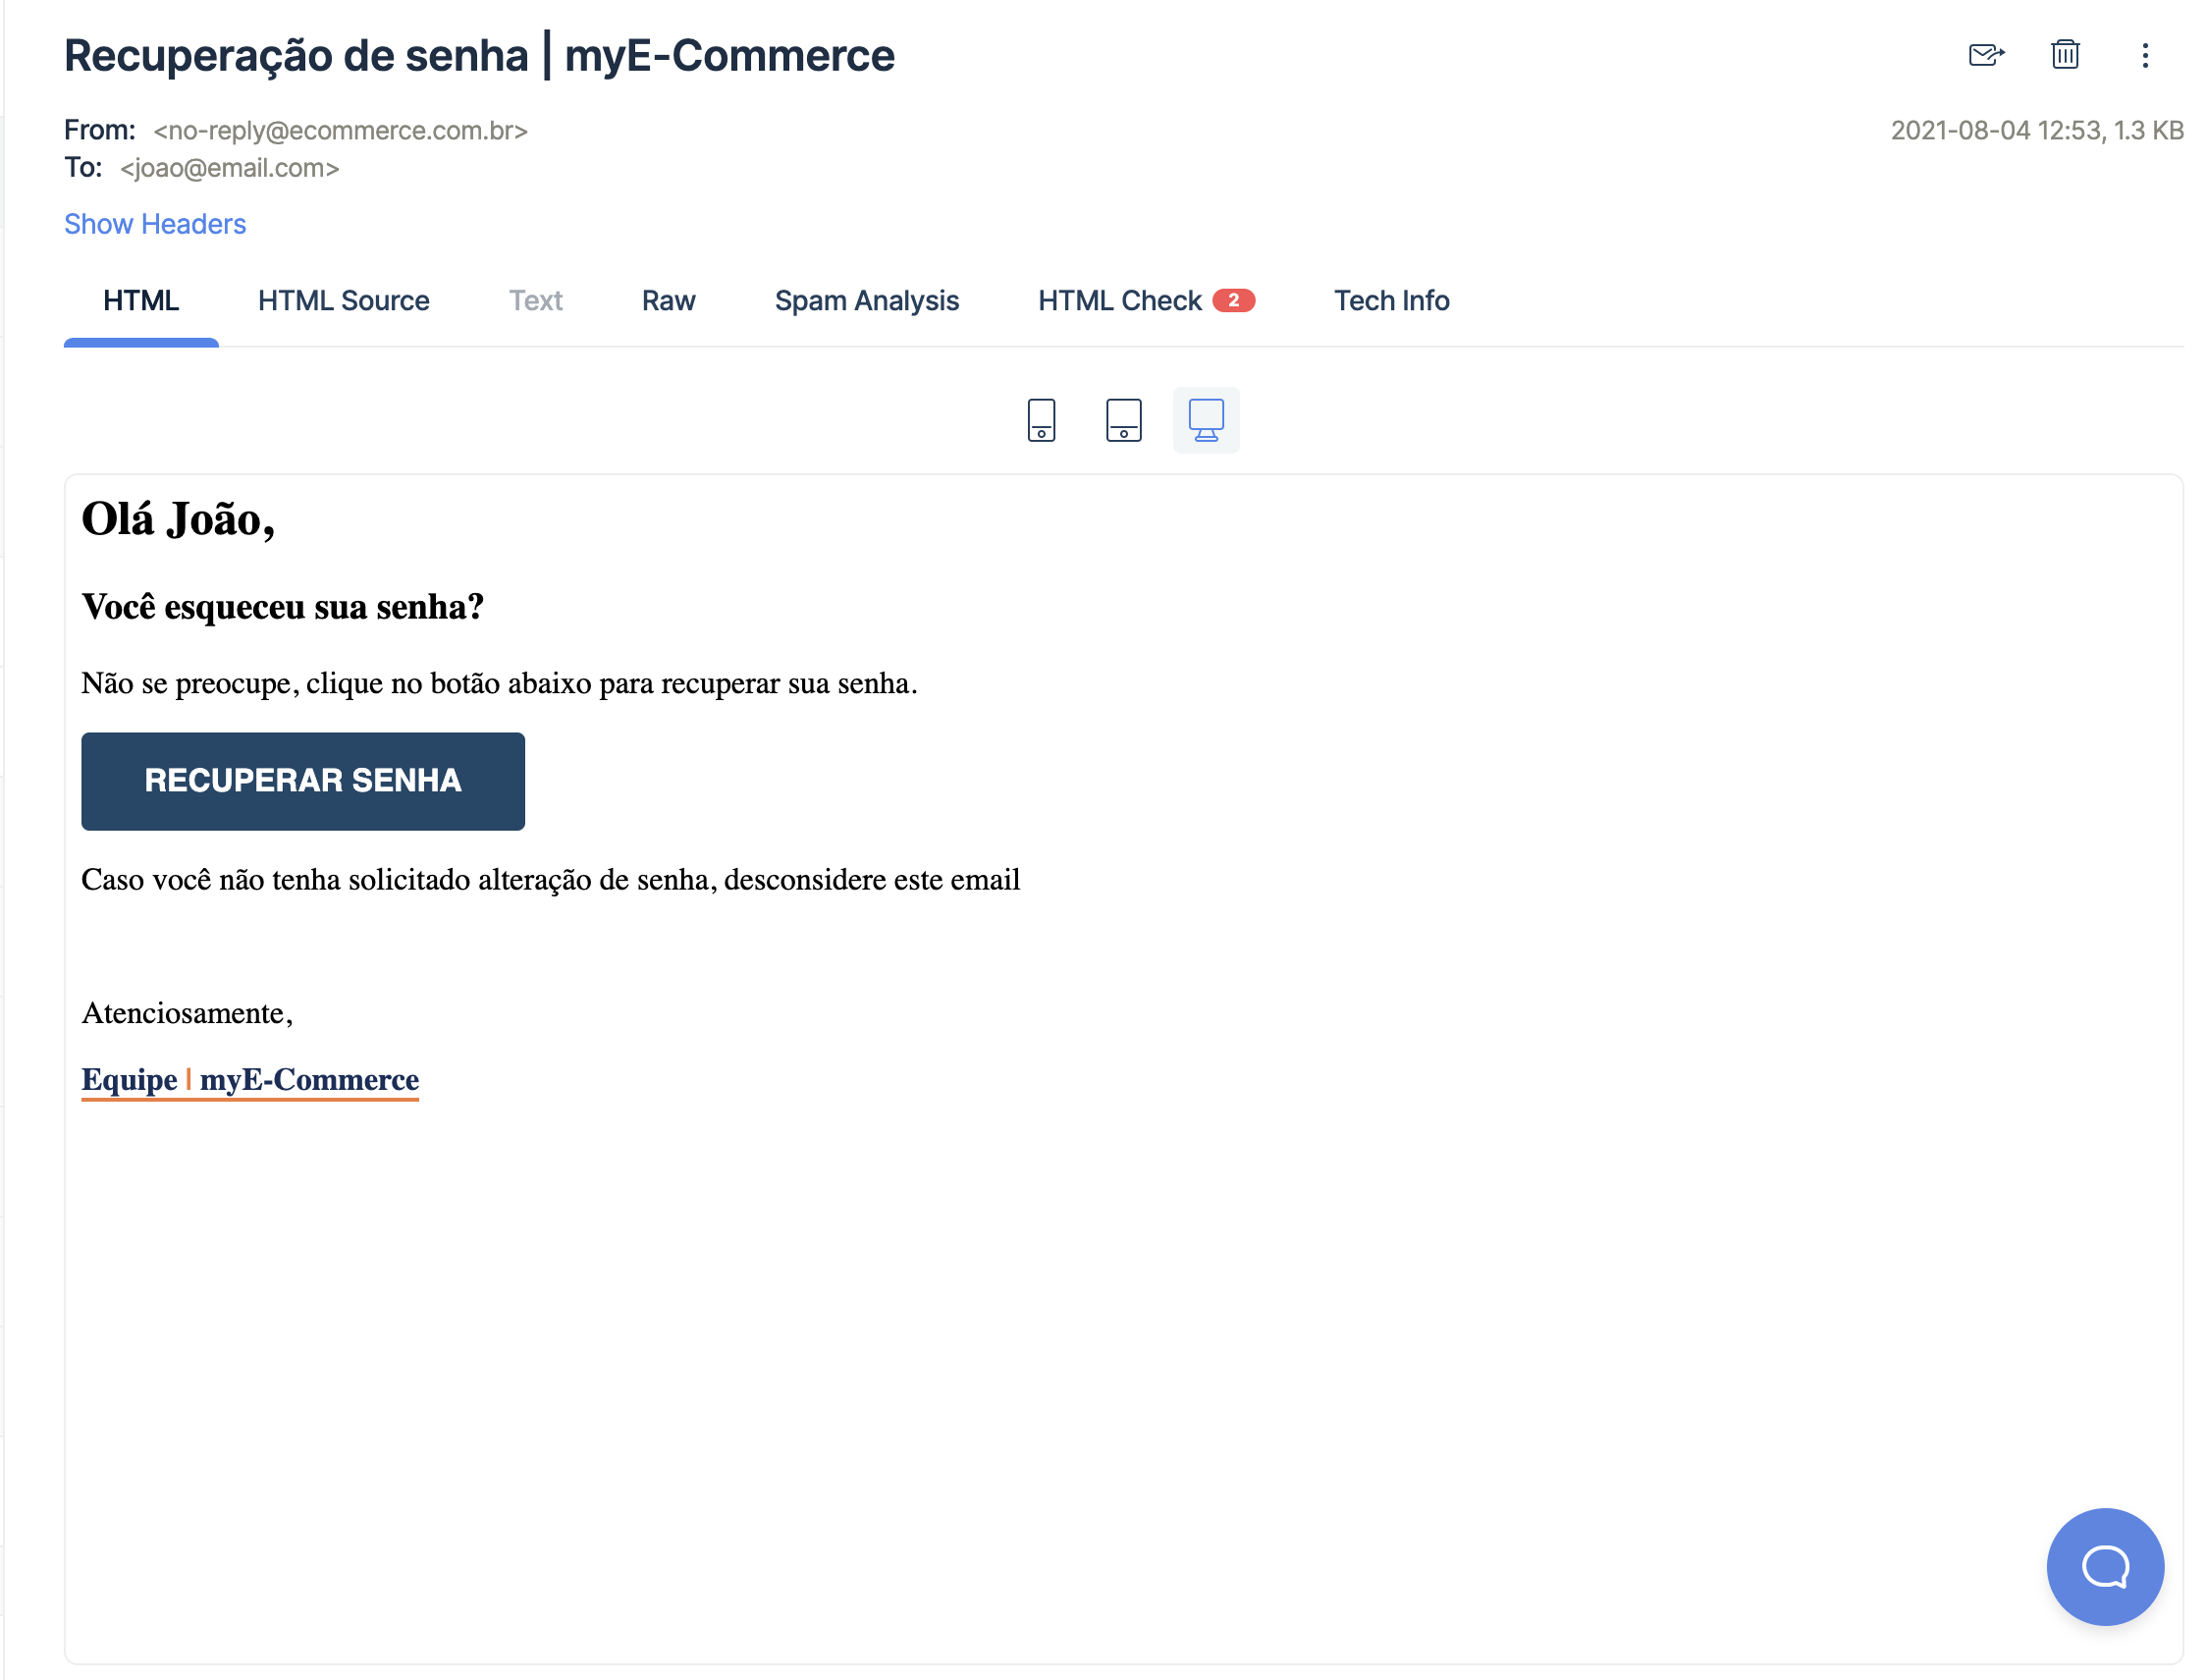 Recuperação de senha | myE-Commerce
From: <no-reply@ecommerce.com.br>
2021-08-04 12:53, 1.3 KB
To: <joao@email.com>
Show Headers
HTML HTML Source Text Raw Spam Analysis HTML Check 2 Tech Info
Olá João,
Você esqueceu sua senha?
Não se preocupe, clique no botão abaixo para recuperar sua senha.
RECUPERAR SENHA
Caso você não tenha solicitado alteração de senha, desconsidere este email
Atenciosamente,
Equipe | myE-Commerce